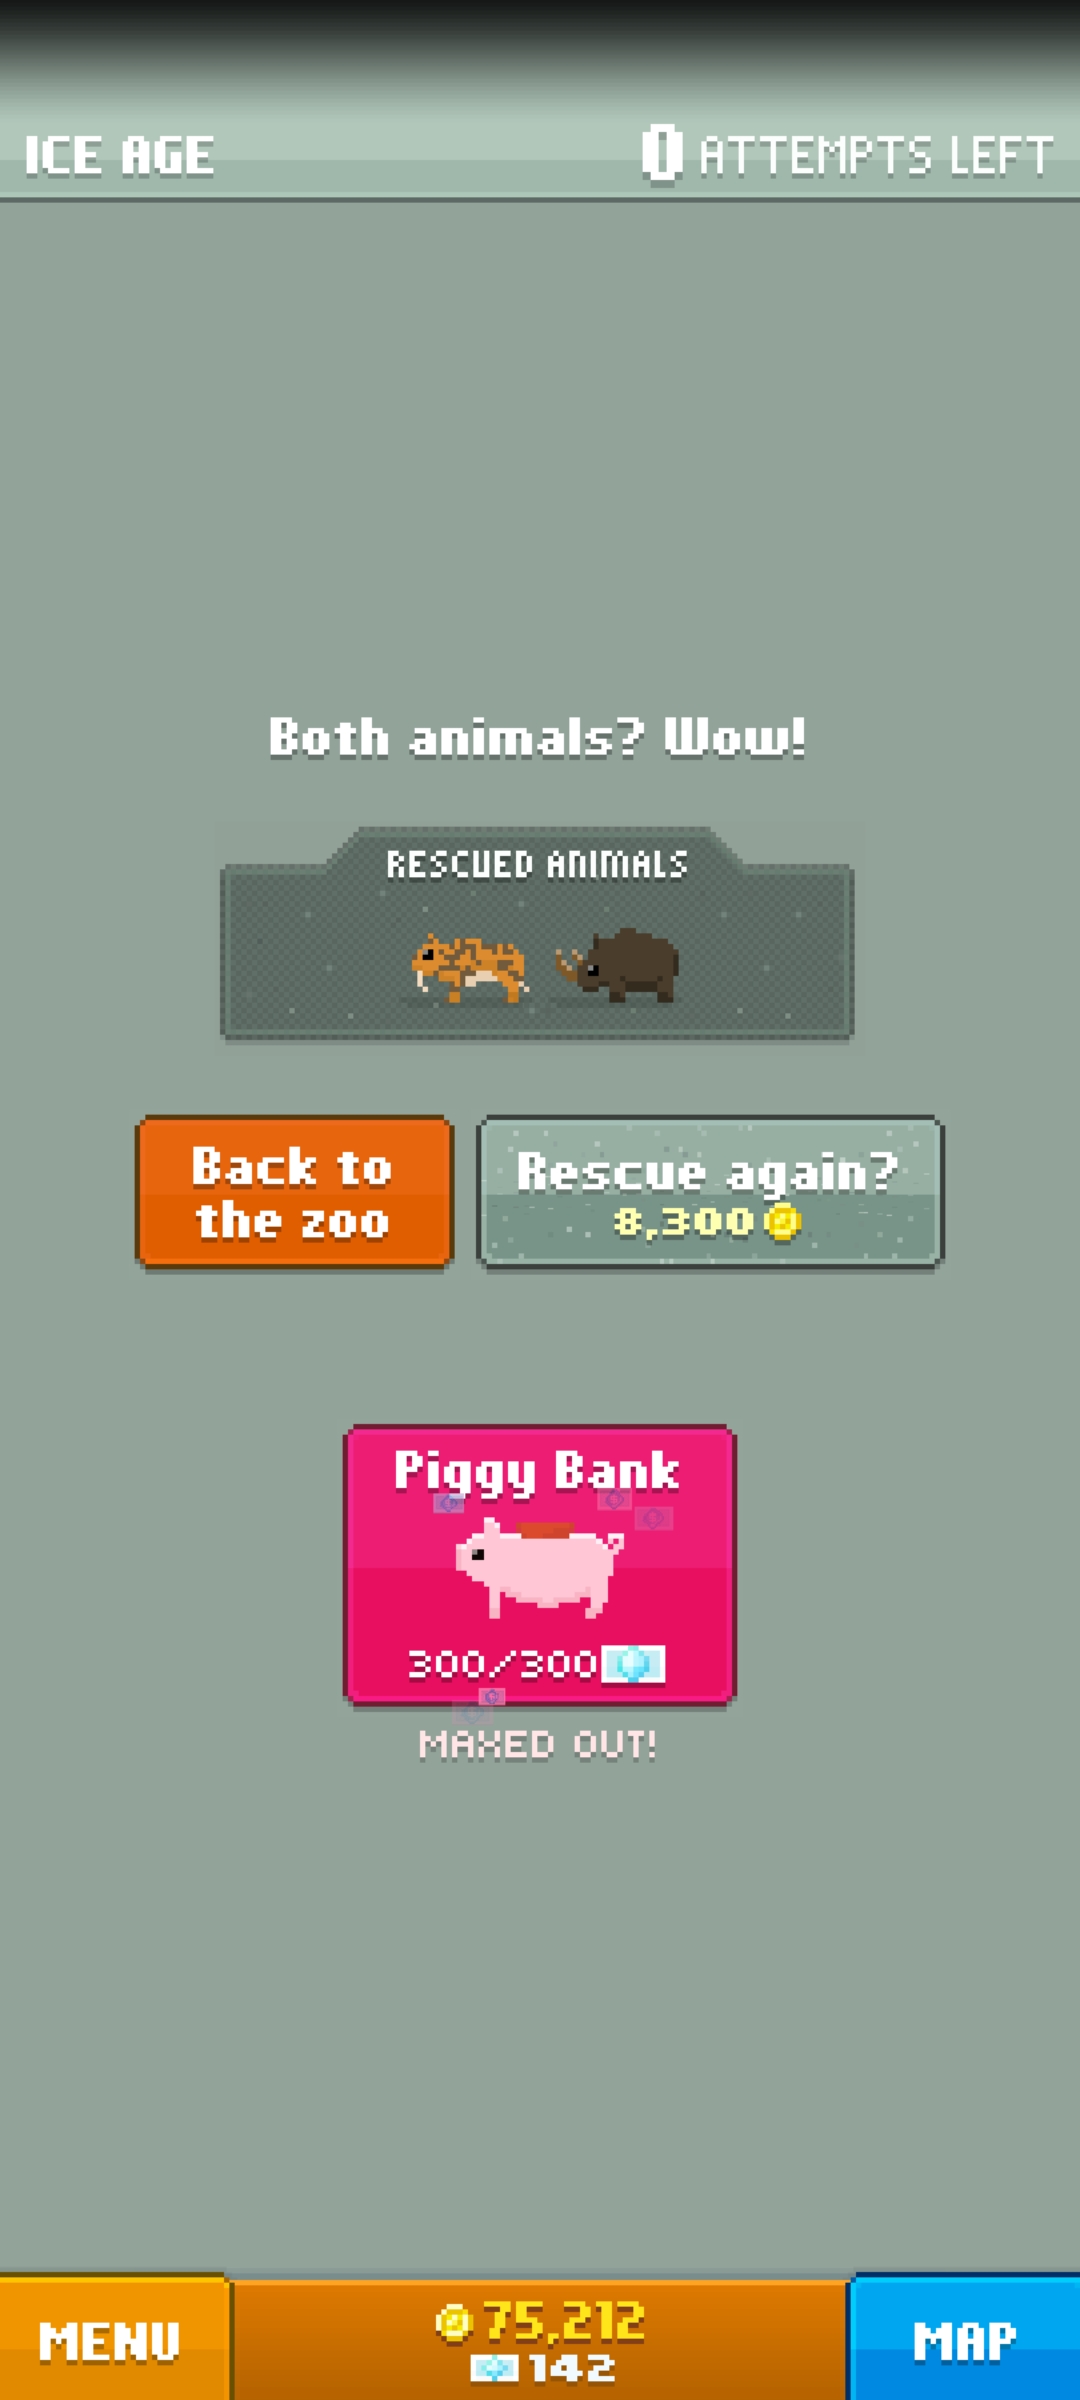 ICE AGE
0 ATTEMPTS LEFT
Both animals? Wow!
RESCUED ANIMALS
Back to
the zoo
Rescue again?
8,300
Piggy Bank
300/300
MAXED OUT!
MENU
75,212
142
MAP